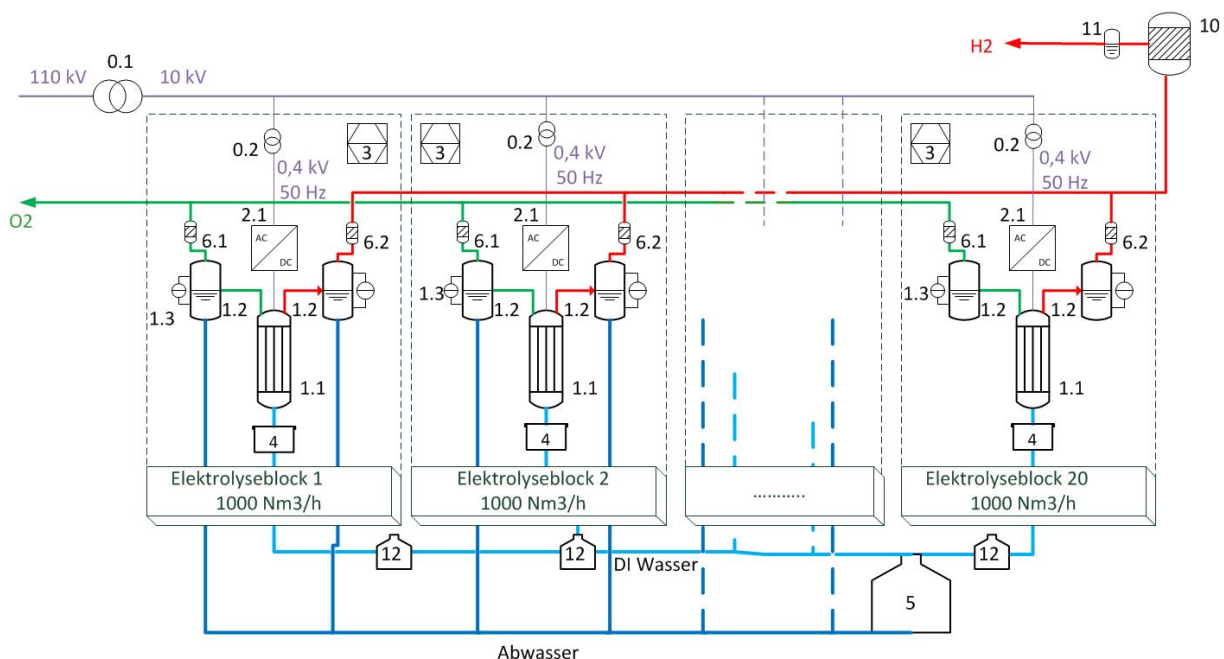 0.1
110 kV
10 kV
H2
11
10
0.2
3
3
0.2
3
0.2
0,4 kV
50 Hz
0,4 kV
50 Hz
0,4 kV
50 Hz
O2
6.1
2.1
AC
DC
6.2
6.1
2.1
AC
DC
6.2
6.1
2.1
AC
DC
6.2
1.3
1.2
1.2
1.3
1.2
1.2
1.3
1.2
1.2
1.1
1.1
1.1
4
4
4
Elektrolyseblock 1
1000 Nm3/h
Elektrolyseblock 2
1000 Nm3/h
...........
Elektrolyseblock 20
1000 Nm3/h
12
12
12
DI Wasser
5
Abwasser